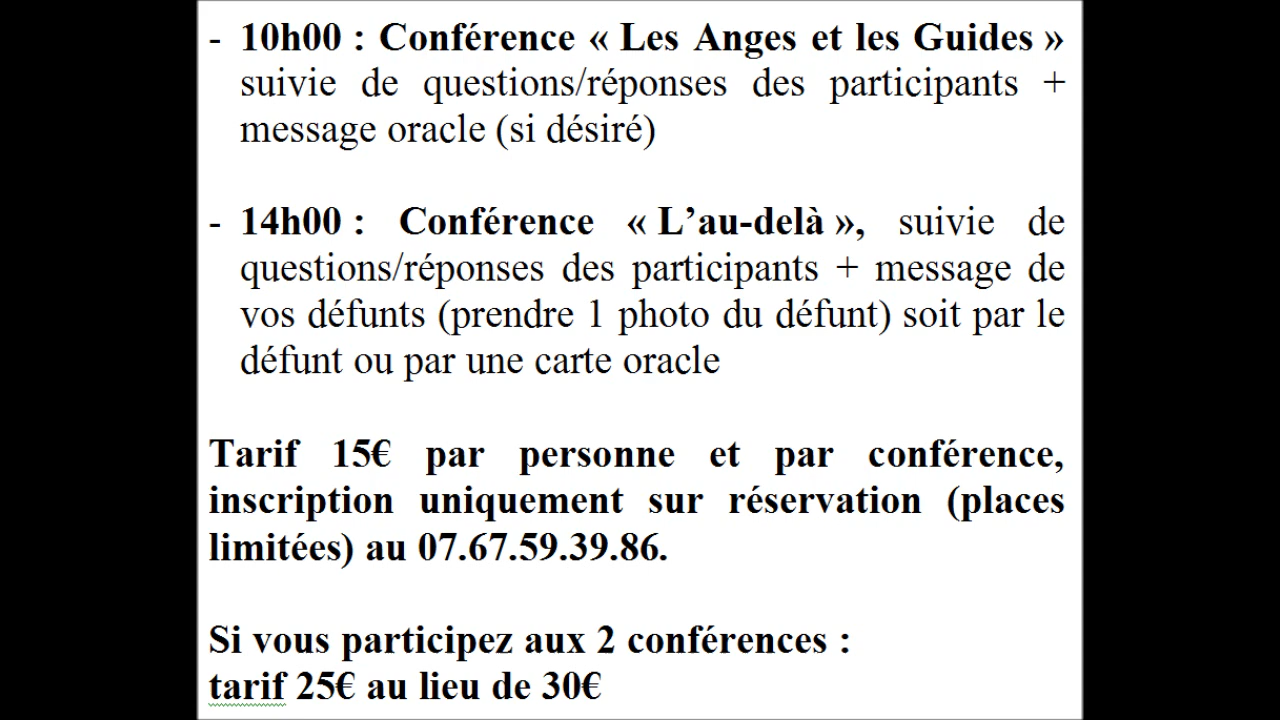 - 10h00 : Conférence « Les Anges et les Guides »
suivie de questions/réponses des participants +
message oracle (si désiré)
- 14h00 : Conférence « L’au-delà », suivie de
questions/réponses des participants + message de
vos défunts (prendre 1 photo du défunt) soit par le
défunt ou par une carte oracle
Tarif 15€ par personne et par conférence,
inscription uniquement sur réservation (places
limitées) au 07.67.59.39.86.
Si vous participez aux 2 conférences :
tarif 25€ au lieu de 30€